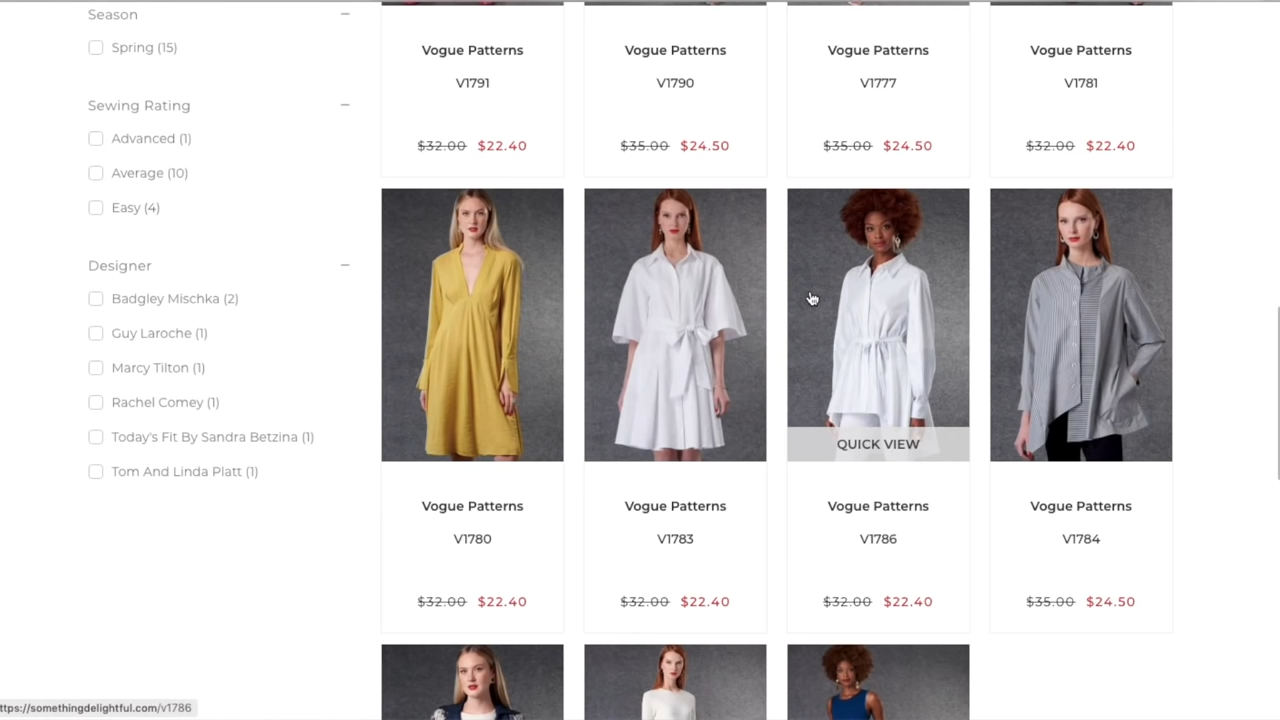 Season
Spring (15)
Sewing Rating
Advanced (1)
Average (10)
Easy (4)
Designer
Badgley Mischka (2)
Guy Laroche (1)
Marcy Tilton (1)
Rachel Comey (1)
Today's Fit By Sandra Betzina (1)
Tom And Linda Platt (1)
Vogue Patterns
V1791
$32.00 $22.40
Vogue Patterns
V1790
$35.00 $24.50
Vogue Patterns
V1777
$35.00 $24.50
Vogue Patterns
V1781
$32.00 $22.40
Vogue Patterns
V1780
$32.00 $22.40
Vogue Patterns
V1783
$32.00 $22.40
QUICK VIEW
Vogue Patterns
V1786
$32.00 $22.40
Vogue Patterns
V1784
$35.00 $24.50
ttps://somethingdelightful.com/v1786